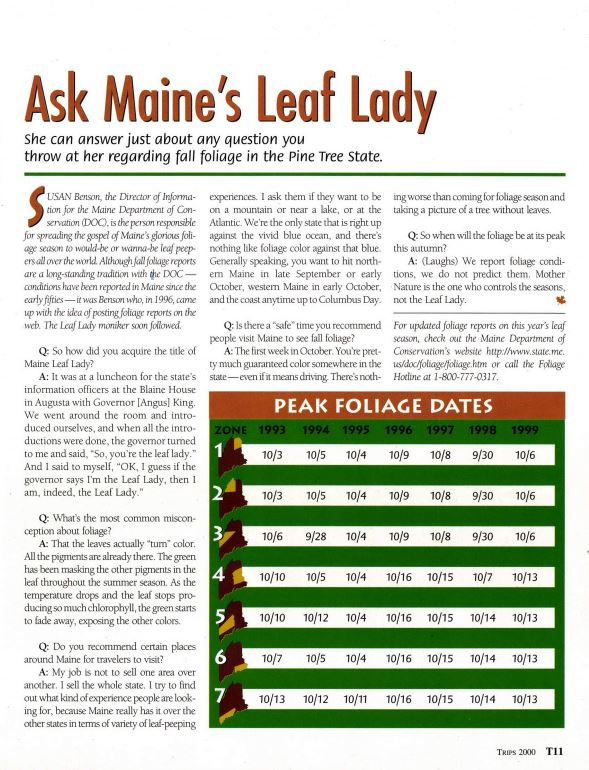 Ask Maine's Leaf Lady
She can answer just about any question you
throw at her regarding fall foliage in the Pine Tree State.
SUSAN Benson, the Director of Informa-
tion for the Maine Department of Con-
servation (DOC), is the person responsible
for spreading the gospel of Maine's glorious foli-
age season to would-be or wanna-be leaf peep-
ers all over the world. Although fall foliage reports
are a long-standing tradition with the DOC —
conditions have been reported in Maine since the
early fifties — it was Benson who, in 1996, came
up with the idea of posting foliage reports on the
web. The Leaf Lady moniker soon followed.
Q: So how did you acquire the title of
Maine Leaf Lady?
A: It was at a luncheon for the state's
information officers at the Blaine House
in Augusta with Governor [Angus] King.
We went around the room and intro-
duced ourselves, and when all the intro-
ductions were done, the governor turned
to me and said, "So, you're the leaf lady."
And I said to myself, "OK, I guess if the
governor says I'm the Leaf Lady, then I
am, indeed, the Leaf Lady."
Q: What's the most common miscon-
ception about foliage?
A: That the leaves actually "turn" color.
All the pigments are already there. The green
has been masking the other pigments in the
leaf throughout the summer season. As the
temperature drops and the leaf stops pro-
ducing so much chlorophyll, the green starts
to fade away, exposing the other colors.
Q: Do you recommend certain places
around Maine for travelers to visit?
A: My job is not to sell one area over
another. I sell the whole state. I try to find
out what kind of experience people are look-
ing for, because Maine really has it over the
other states in terms of variety of leaf-peeping
experiences. I ask them if they want to be
on a mountain or near a lake, or at the
Atlantic. We're the only state that is right up
against the vivid blue ocean, and there's
nothing like foliage color against that blue.
Generally speaking, you want to hit north-
ern Maine in late September or early
October, western Maine in early October,
and the coast anytime up to Columbus Day.
Q: Is there a "safe" time you recommend
people visit Maine to see fall foliage?
A: The first week in October. You're pret-
ty much guaranteed color somewhere in the
state — even if it means driving. There's noth-
ing worse than coming for foliage season and
taking a picture of a tree without leaves.
Q: So when will the foliage be at its peak
this autumn?
A: (Laughs) We report foliage condi-
tions, we do not predict them. Mother
Nature is the one who controls the seasons,
not the Leaf Lady.
For updated foliage reports on this year's leaf
season, check out the Maine Department of
Conservation's website http://www.state.me.
us/doc/foliage/foliage.htm or call the Foliage
Hotline at 1-800-777-0317.
PEAK FOLIAGE DATES
ZONE 1993 1994 1995 1996 1997 1998 1999
1 10/3 10/5 10/4 10/9 10/8 9/30 10/6
2 10/3 10/5 10/4 10/9 10/8 9/30 10/6
3 10/6 9/28 10/4 10/9 10/8 9/30 10/6
4 10/10 10/5 10/4 10/16 10/15 10/7 10/13
5 10/10 10/12 10/4 10/16 10/15 10/14 10/13
6 10/7 10/5 10/4 10/16 10/15 10/14 10/13
7 10/13 10/12 10/11 10/16 10/15 10/14 10/13
TRIPS 2000 T11